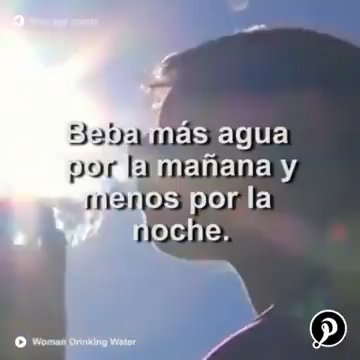 Beba más agua
por la mañana y
menos por la
noche.
Woman Drinking Water